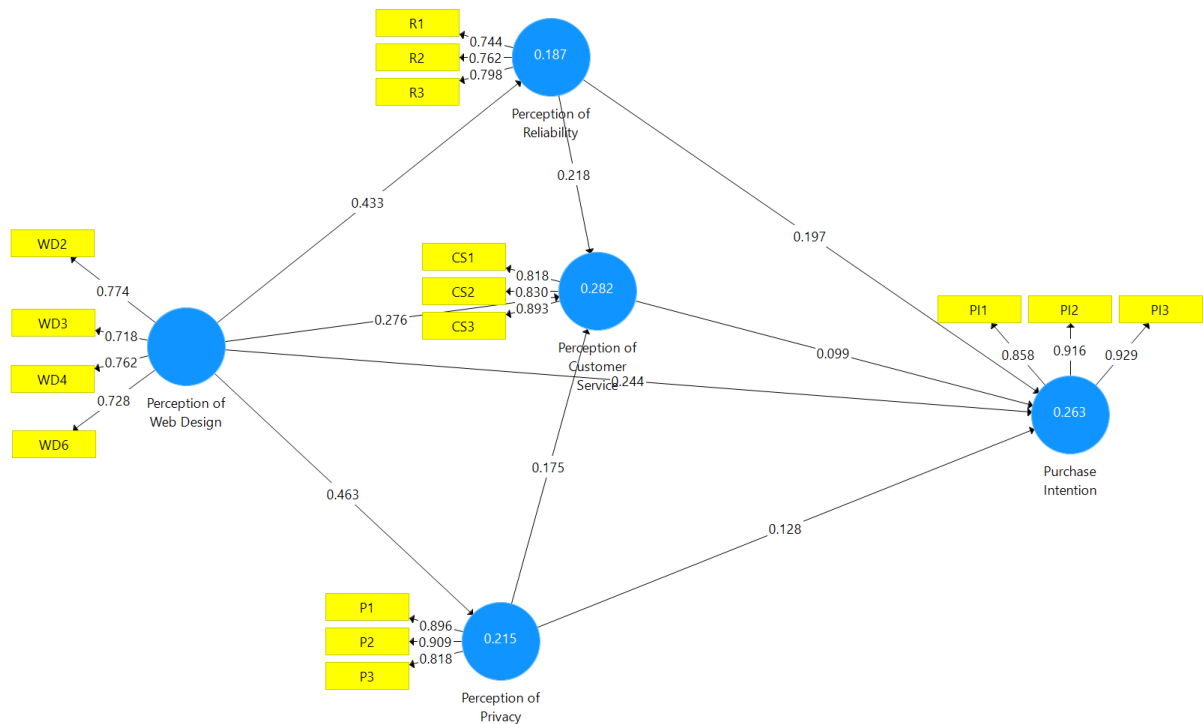 R1
0.744
R2
0.762
R3
0.798
0.187
Perception of
Reliability
0.433
0.218
0.197
WD2
0.774
WD3
0.718
WD4
0.762
0.728
WD6
Perception of
Web Design
CS1
0.818
CS2
0.830
CS3
0.893
0.276
0.282
Perception of
Customer
Service
0.099
0.244
PI1
PI2
PI3
0.858
0.916
0.929
0.263
Purchase
Intention
0.463
0.175
0.128
P1
0.896
P2
0.909
P3
0.818
0.215
Perception of
Privacy